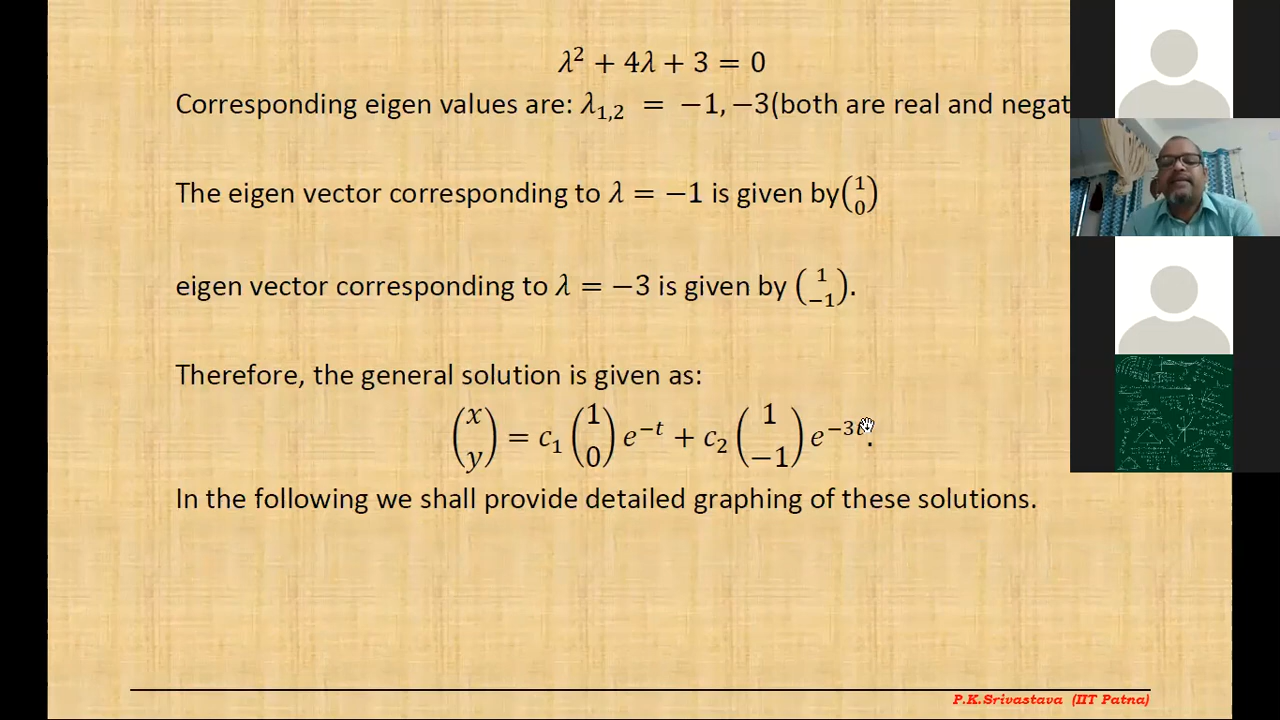 λ² + 4λ + 3 = 0
Corresponding eigen values are: λ₁,₂ = −1, −3(both are real and negat
The eigen vector corresponding to λ = −1 is given by(1 0)
eigen vector corresponding to λ = −3 is given by (1 −1).
Therefore, the general solution is given as:
(x y) = c₁ (1 0) e^{−t} + c₂ (1 −1) e^{−3t}.
In the following we shall provide detailed graphing of these solutions.
P.K.Srivastava (IIT Patna)